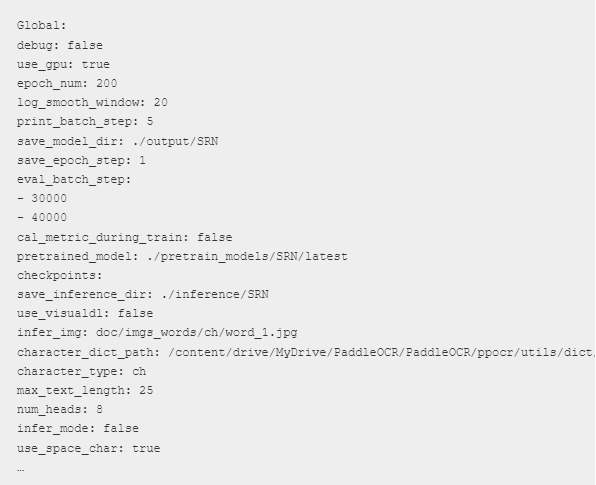 Global:
debug: false
use_gpu: true
epoch_num: 200
log_smooth_window: 20
print_batch_step: 5
save_model_dir: ./output/SRN
save_epoch_step: 1
eval_batch_step:
- 30000
- 40000
cal_metric_during_train: false
pretrained_model: ./pretrain_models/SRN/latest
checkpoints:
save_inference_dir: ./inference/SRN
use_visualdl: false
infer_img: doc/imgs_words/ch/word_1.jpg
character_dict_path: /content/drive/MyDrive/PaddleOCR/PaddleOCR/ppocr/utils/dict/
character_type: ch
max_text_length: 25
num_heads: 8
infer_mode: false
use_space_char: true
…